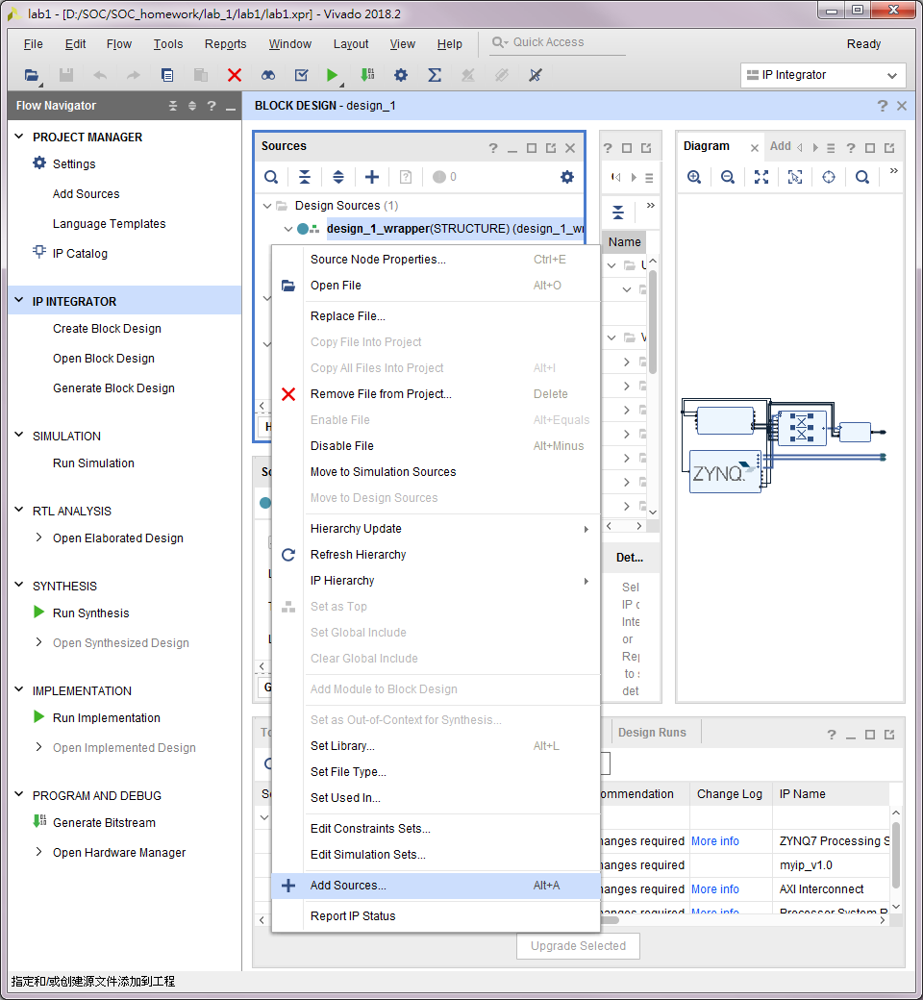 lab1 - [D:/SOC/SOC_homework/lab_1/lab1/lab1.xpr] - Vivado 2018.2
File Edit Flow Tools Reports Window Layout View Help Quick Access Ready
IP Integrator
Flow Navigator
PROJECT MANAGER
Settings
Add Sources
Language Templates
IP Catalog
IP INTEGRATOR
Create Block Design
Open Block Design
Generate Block Design
SIMULATION
Run Simulation
RTL ANALYSIS
Open Elaborated Design
SYNTHESIS
Run Synthesis
Open Synthesized Design
IMPLEMENTATION
Run Implementation
Open Implemented Design
PROGRAM AND DEBUG
Generate Bitstream
Open Hardware Manager
BLOCK DESIGN - design_1
Sources
0
Design Sources (1)
design_1_wrapper(STRUCTURE) (design_1_wr
Source Node Properties... Ctrl+E
Open File Alt+O
Replace File...
Copy File Into Project
Copy All Files Into Project Alt+I
Remove File from Project... Delete
Enable File Alt+Equals
Disable File Alt+Minus
Move to Simulation Sources
Move to Design Sources
Hierarchy Update
Refresh Hierarchy
IP Hierarchy
Set as Top
Set Global Include
Clear Global Include
Add Module to Block Design
Set as Out-of-Context for Synthesis...
Set Library... Alt+L
Set File Type...
Set Used In...
Edit Constraints Sets...
Edit Simulation Sets...
Add Sources... Alt+A
Report IP Status
Name
Det...
Sel
IP
Inte
or
Rep
to
det
Diagram Add
ZYNQ
Design Runs
ommendation Change Log IP Name
hanges required More info ZYNQ7 Processing S
hanges required myip_v1.0
hanges required More info AXI Interconnect
hanges required More info Processor System R
Upgrade Selected
指定和/或创建源文件添加到工程